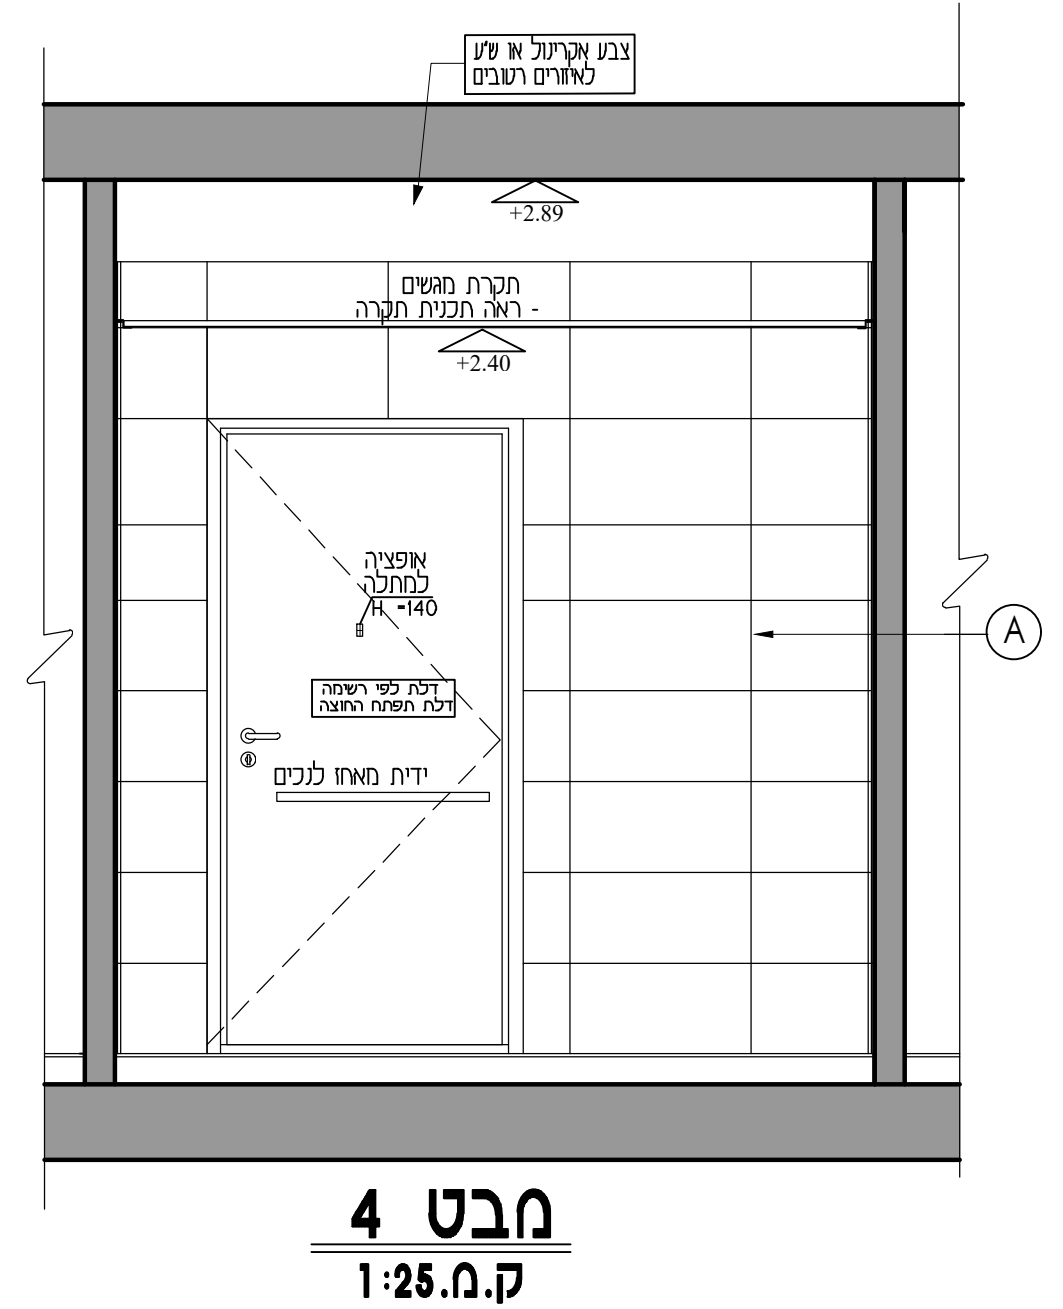 צבע אקרינול או ש"ע
לאיזורים רטובים
+2.89
תקרת מגשים
- ראה תכנית תקרה
+2.40
אופציה
למתלה
H -140
A
דלת לפי רשימה
דלת תפתח החוצה
ידית מאחז לנכים
מבט 4
ק.מ.1:25